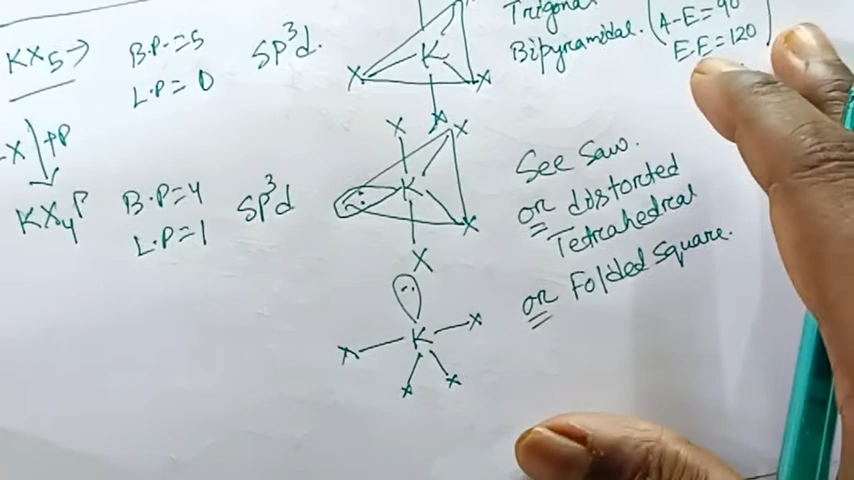 KX5→ B.P.=5 SP³d. Trigonal
L.P= 0 Bipyramidal. (A-E=90
E.E=120)
K
X X
X
-X +P
X X
KX4P B.P=4 SP³d K See Saw.
L.P=1 X or distorted
X Tetrahedral
or Folded square.
K X
X
X X